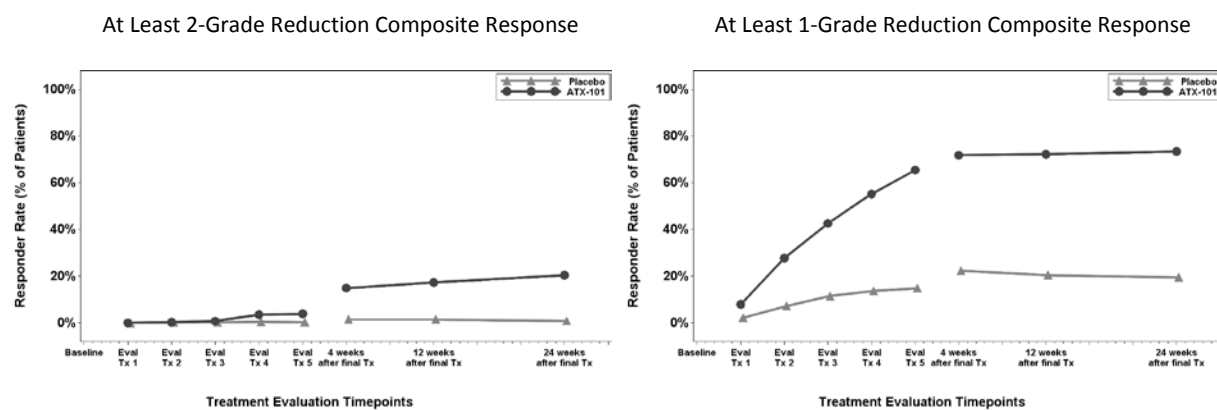 At Least 2-Grade Reduction Composite Response
Placebo
ATX-101
Responder Rate (% of Patients)
100%
80%
60%
40%
20%
0%
Baseline
Eval
Tx 1
Eval
Tx 2
Eval
Tx 3
Eval
Tx 4
Eval
Tx 5
4 weeks
after final Tx
12 weeks
after final Tx
24 weeks
after final Tx
Treatment Evaluation Timepoints
At Least 1-Grade Reduction Composite Response
Placebo
ATX-101
Responder Rate (% of Patients)
100%
80%
60%
40%
20%
0%
Baseline
Eval
Tx 1
Eval
Tx 2
Eval
Tx 3
Eval
Tx 4
Eval
Tx 5
4 weeks
after final Tx
12 weeks
after final Tx
24 weeks
after final Tx
Treatment Evaluation Timepoints